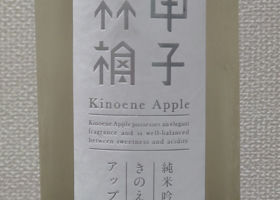 甲子
林檎
Kinoene Apple
Kinoene Apple possesses an elegant
fragrance and is well-balanced
between sweetness and acidity.
純米吟
きのえ
アップ